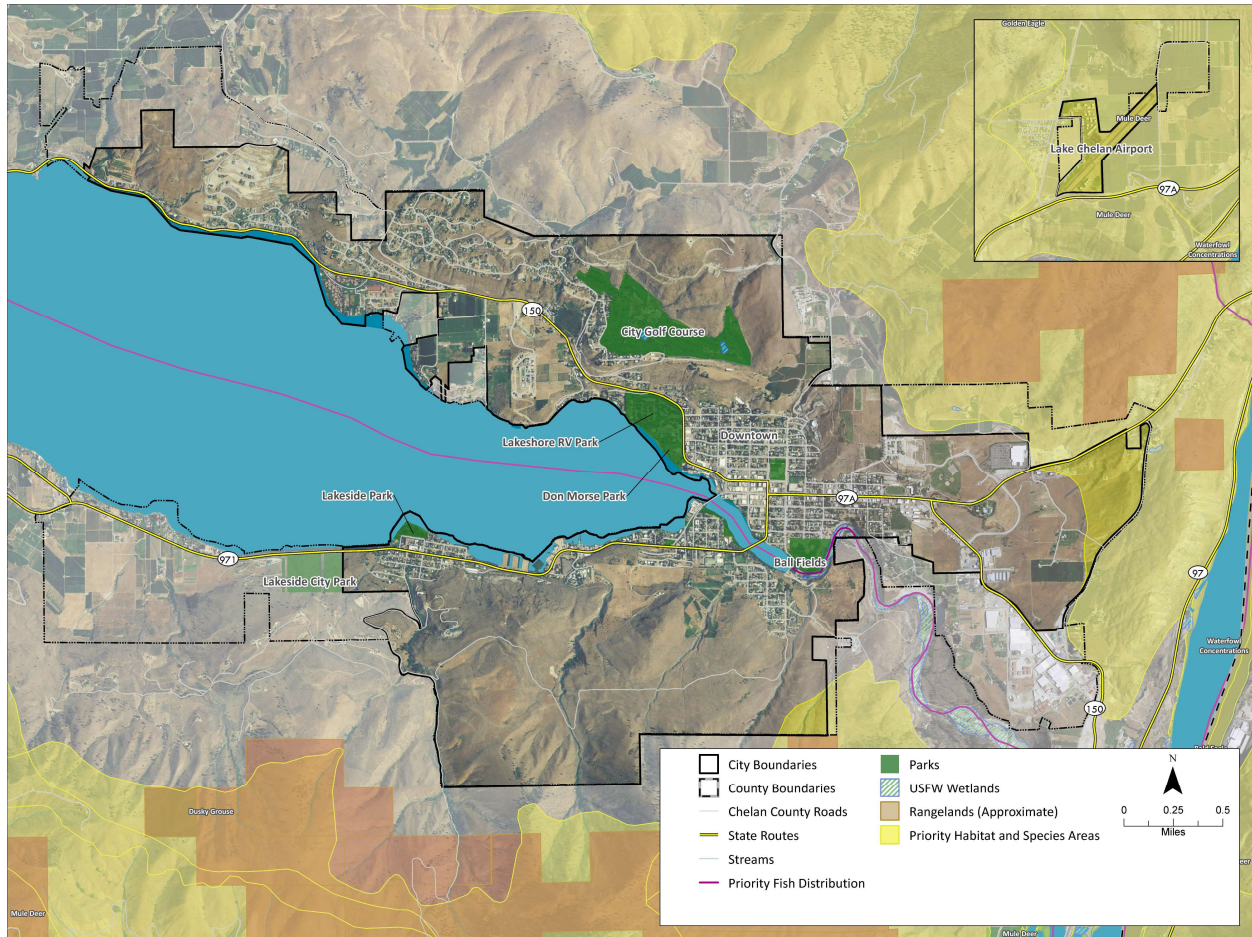 Golden Eagle
Mule Deer
Lake Chelan Airport
97A
Mule Deer
Waterfowl
Concentrations
150
City Golf Course
Lakeshore RV Park
Downtown
Lakeside Park
Don Morse Park
97A
971
Lakeside City Park
Ball Fields
97
Waterfowl
Concentrations
150
Dusky Grouse
Mule Deer
City Boundaries
County Boundaries
Chelan County Roads
State Routes
Streams
Priority Fish Distribution
Parks
USFW Wetlands
Rangelands (Approximate)
Priority Habitat and Species Areas
N
0 0.25 0.5
Miles
Mule Deer